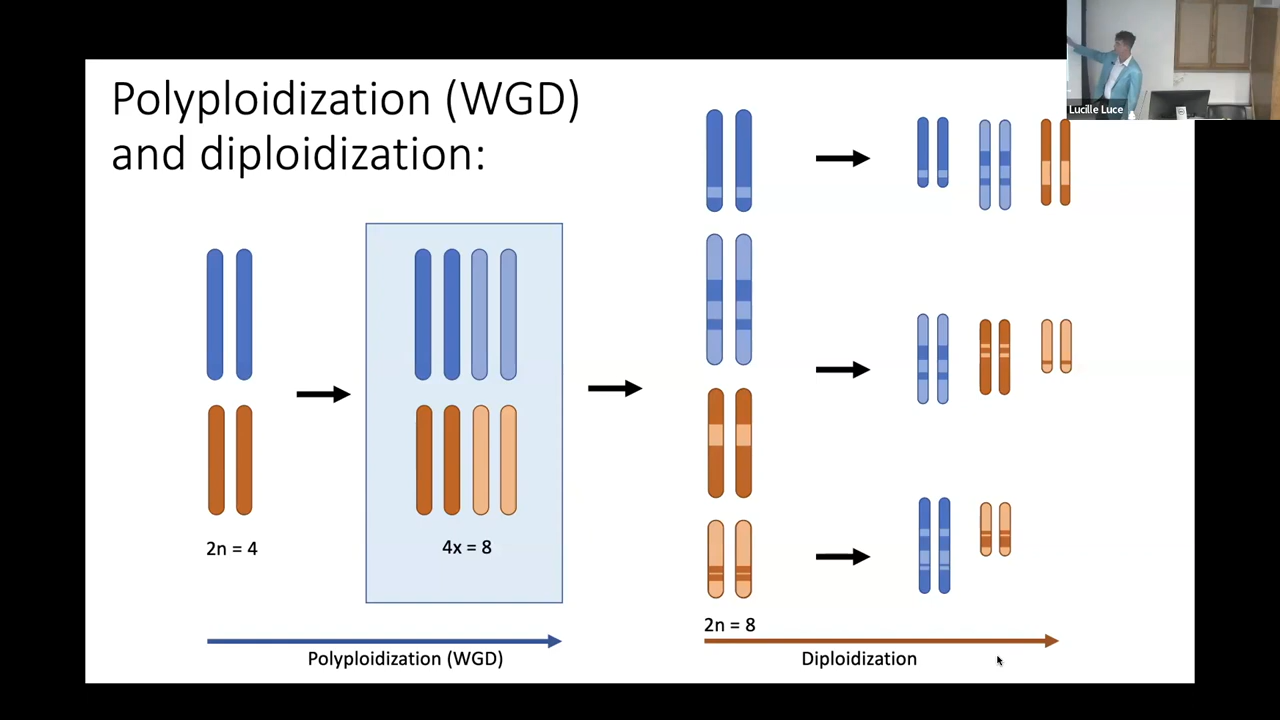 Polyploidization (WGD)
and diploidization:
Lucille Luce
2n = 4
4x = 8
2n = 8
Polyploidization (WGD)
Diploidization